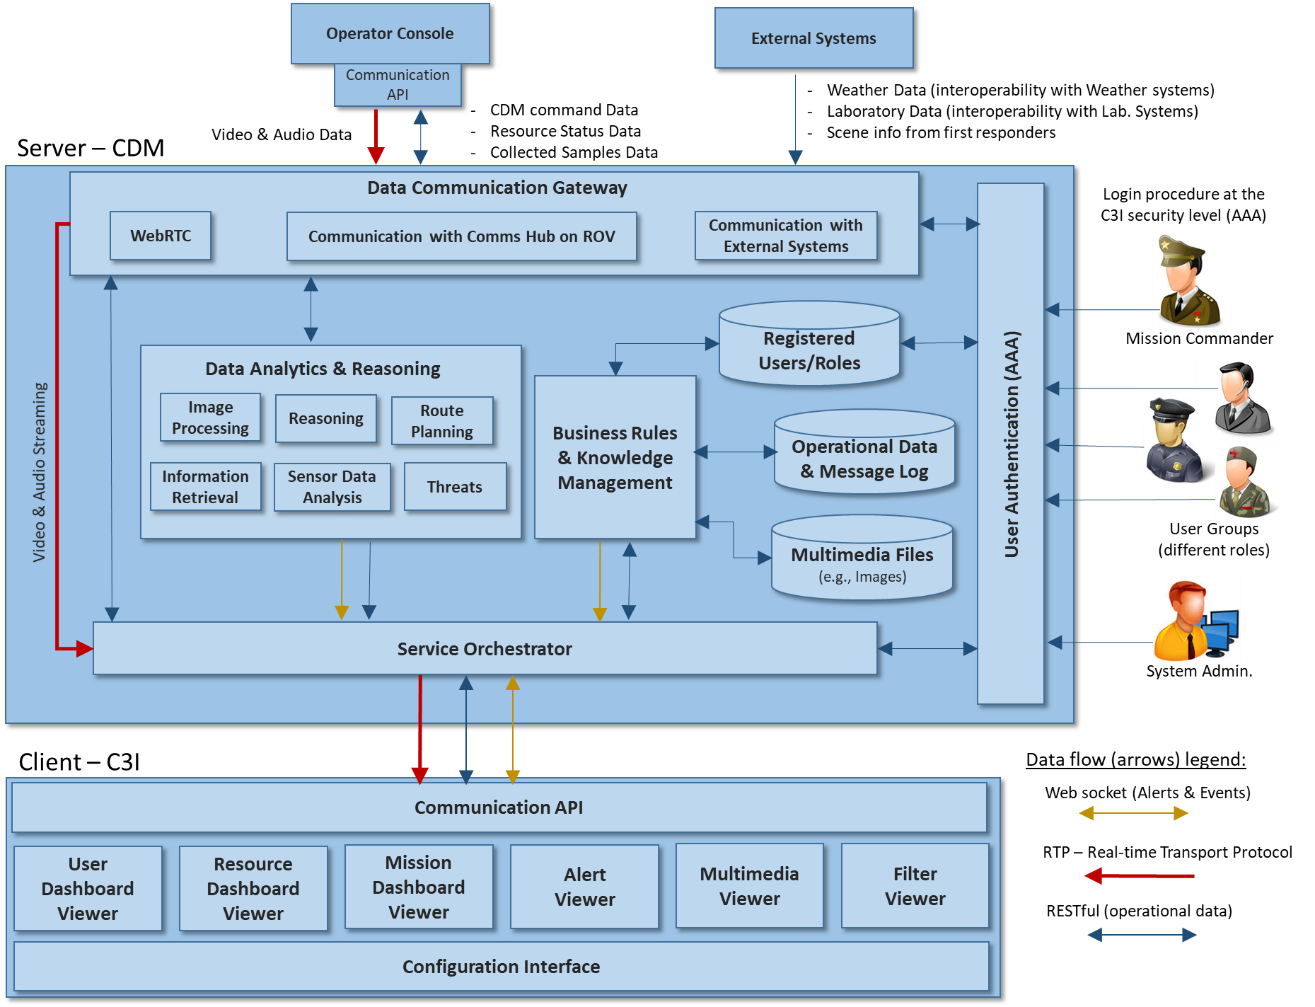 Operator Console
Communication
API
External Systems
- Weather Data (interoperability with Weather systems)
- Laboratory Data (interoperability with Lab. Systems)
- Scene info from first responders
Video & Audio Data
- CDM command Data
- Resource Status Data
- Collected Samples Data
Server – CDM
Data Communication Gateway
WebRTC
Communication with Comms Hub on ROV
Communication with
External Systems
Login procedure at the
C3I security level (AAA)
Mission Commander
User Groups
(different roles)
System Admin.
User Authentication (AAA)
Video & Audio Streaming
Data Analytics & Reasoning
Image
Processing
Reasoning
Route
Planning
Information
Retrieval
Sensor Data
Analysis
Threats
Business Rules
& Knowledge
Management
Registered
Users/Roles
Operational Data
& Message Log
Multimedia Files
(e.g., Images)
Service Orchestrator
Client – C3I
Communication API
User
Dashboard
Viewer
Resource
Dashboard
Viewer
Mission
Dashboard
Viewer
Alert
Viewer
Multimedia
Viewer
Filter
Viewer
Configuration Interface
Data flow (arrows) legend:
Web socket (Alerts & Events)
RTP – Real-time Transport Protocol
RESTful (operational data)